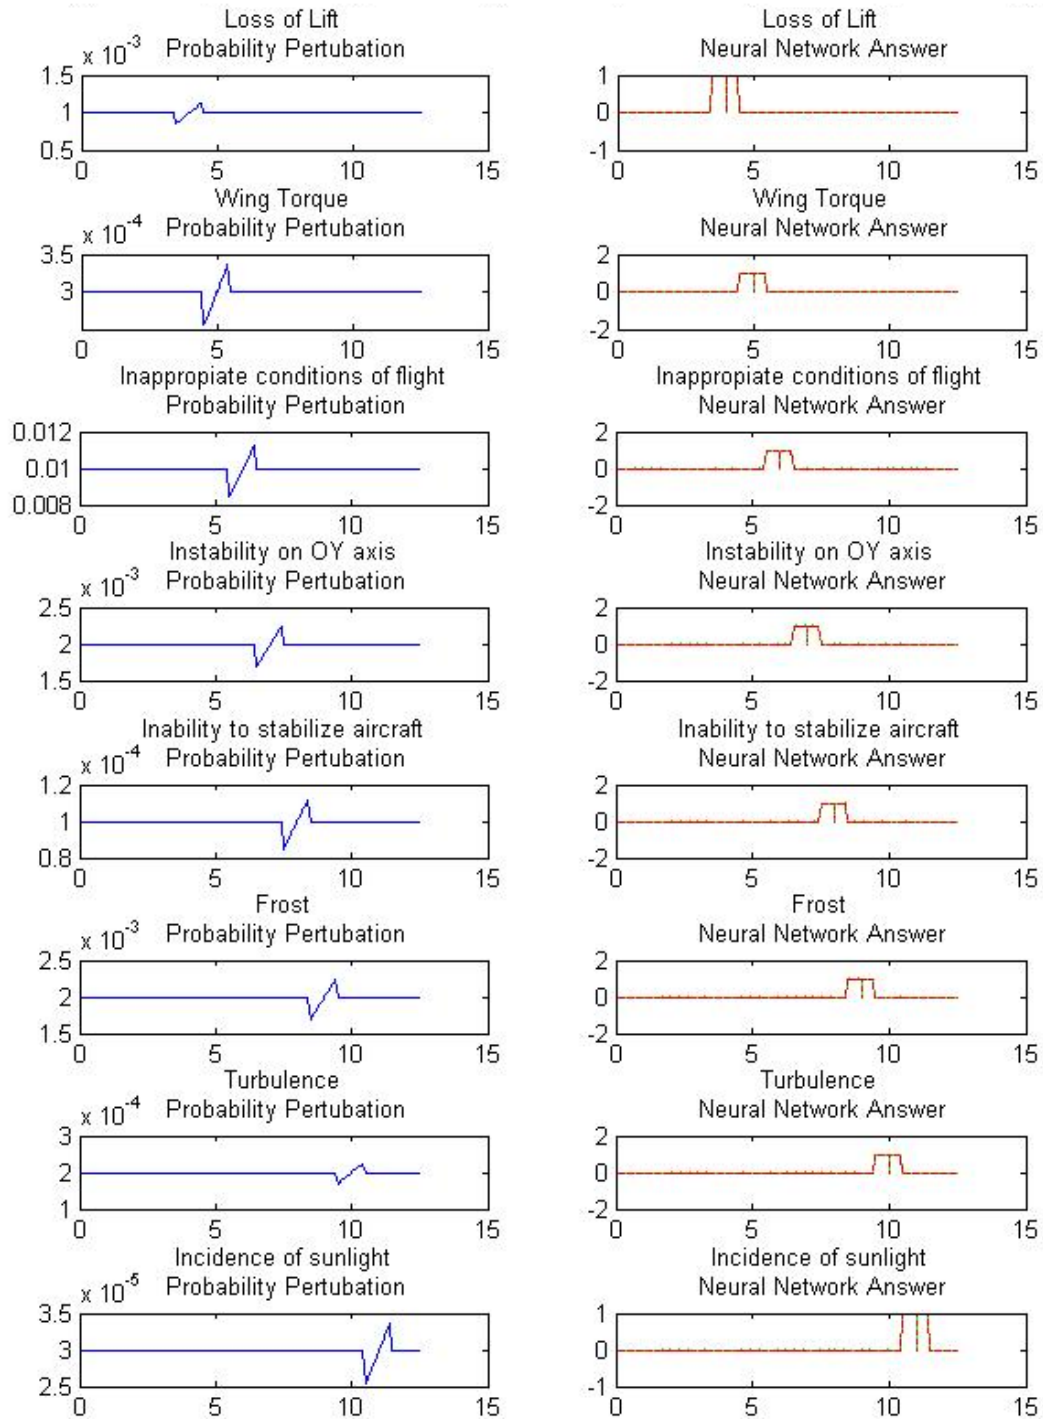 Loss of Lift
Probability Pertubation
x 10-3
1.5
1
0.5
0 5 10 15
Loss of Lift
Neural Network Answer
1
0
-1
0 5 10 15
Wing Torque
Probability Pertubation
x 10-4
3.5
3
0 5 10 15
Wing Torque
Neural Network Answer
2
0
-2
0 5 10 15
Inappropiate conditions of flight
Probability Pertubation
0.012
0.01
0.008
0 5 10 15
Inappropiate conditions of flight
Neural Network Answer
2
0
-2
0 5 10 15
Instability on OY axis
Probability Pertubation
x 10-3
2.5
2
1.5
0 5 10 15
Instability on OY axis
Neural Network Answer
2
0
-2
0 5 10 15
Inability to stabilize aircraft
Probability Pertubation
x 10-4
1.2
1
0.8
0 5 10 15
Inability to stabilize aircraft
Neural Network Answer
2
0
-2
0 5 10 15
Frost
Probability Pertubation
x 10-3
2.5
2
1.5
0 5 10 15
Frost
Neural Network Answer
2
0
-2
0 5 10 15
Turbulence
Probability Pertubation
x 10-4
3
2
1
0 5 10 15
Turbulence
Neural Network Answer
2
0
-2
0 5 10 15
Incidence of sunlight
Probability Pertubation
x 10-5
3.5
3
2.5
0 5 10 15
Incidence of sunlight
Neural Network Answer
1
0
-1
0 5 10 15